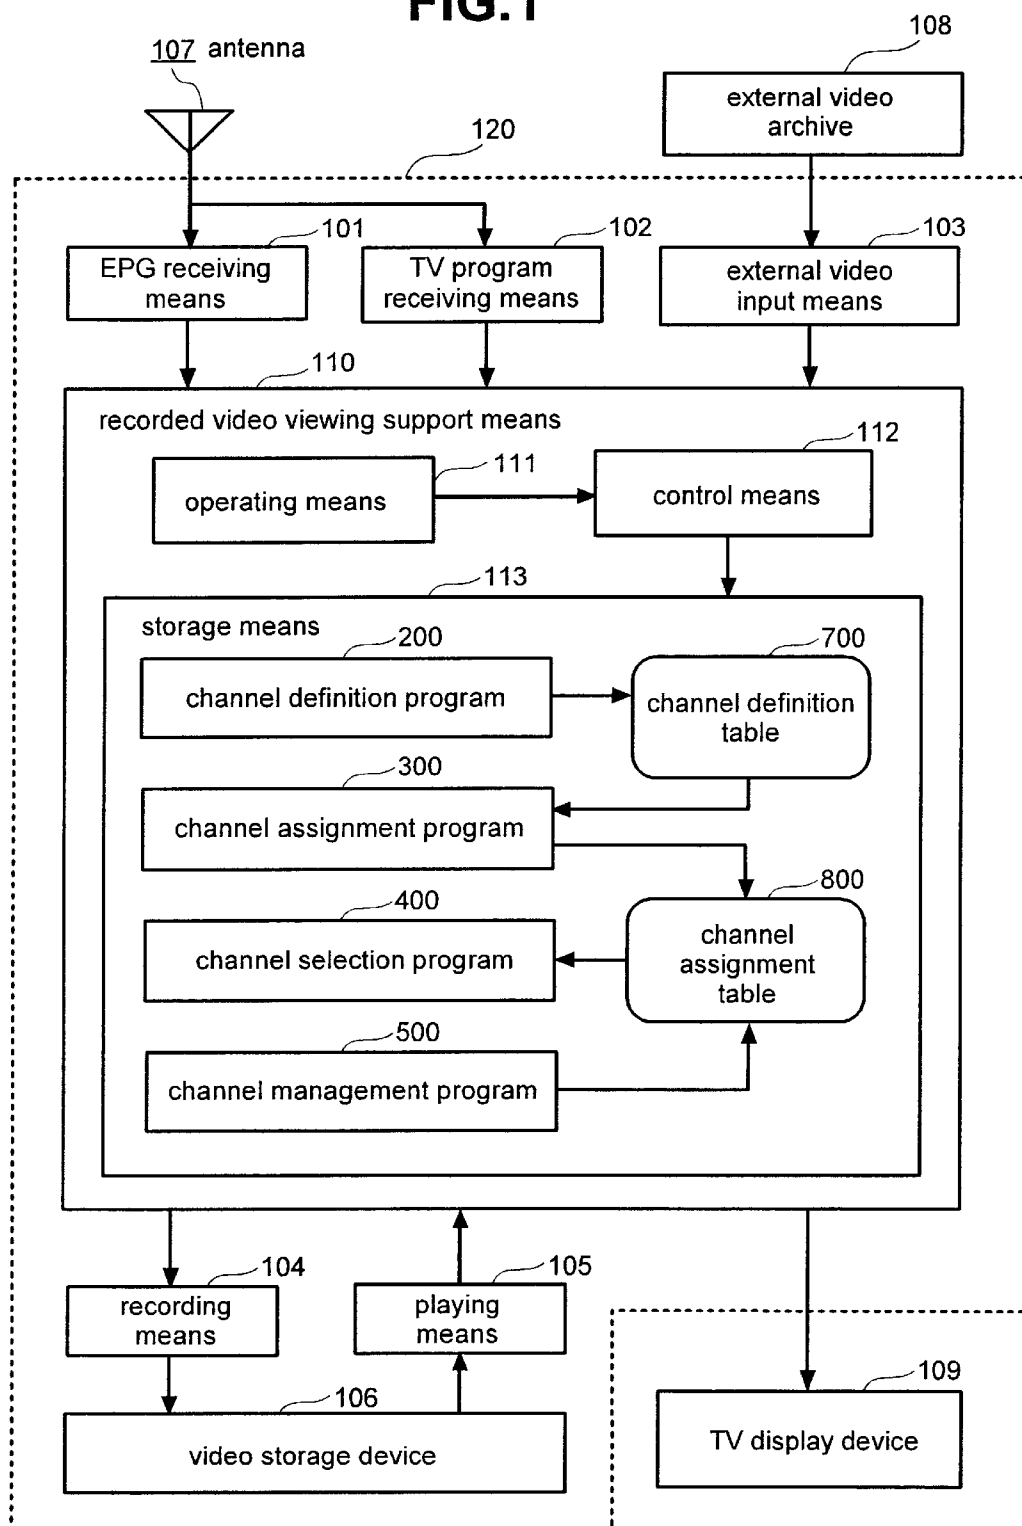 FIG.1
107 antenna
108
external video
archive
120
101
EPG receiving
means
102
TV program
receiving means
103
external video
input means
110
recorded video viewing support means
111
operating means
112
control means
113
storage means
200
channel definition program
700
channel definition
table
300
channel assignment program
800
channel
assignment
table
400
channel selection program
500
channel management program
104
recording
means
105
playing
means
106
video storage device
109
TV display device